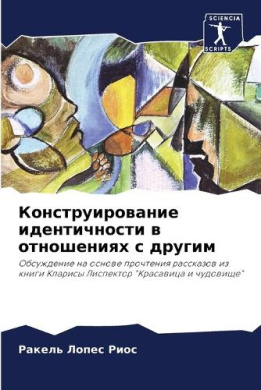 SCIENCIA
SCRIPTS
Конструирование
идентичности в
отношениях с другим
Обсуждение на основе прочтения рассказов из
книги Кларисы Лиспектор "Красавица и чудовище"
Ракель Лопес Риос